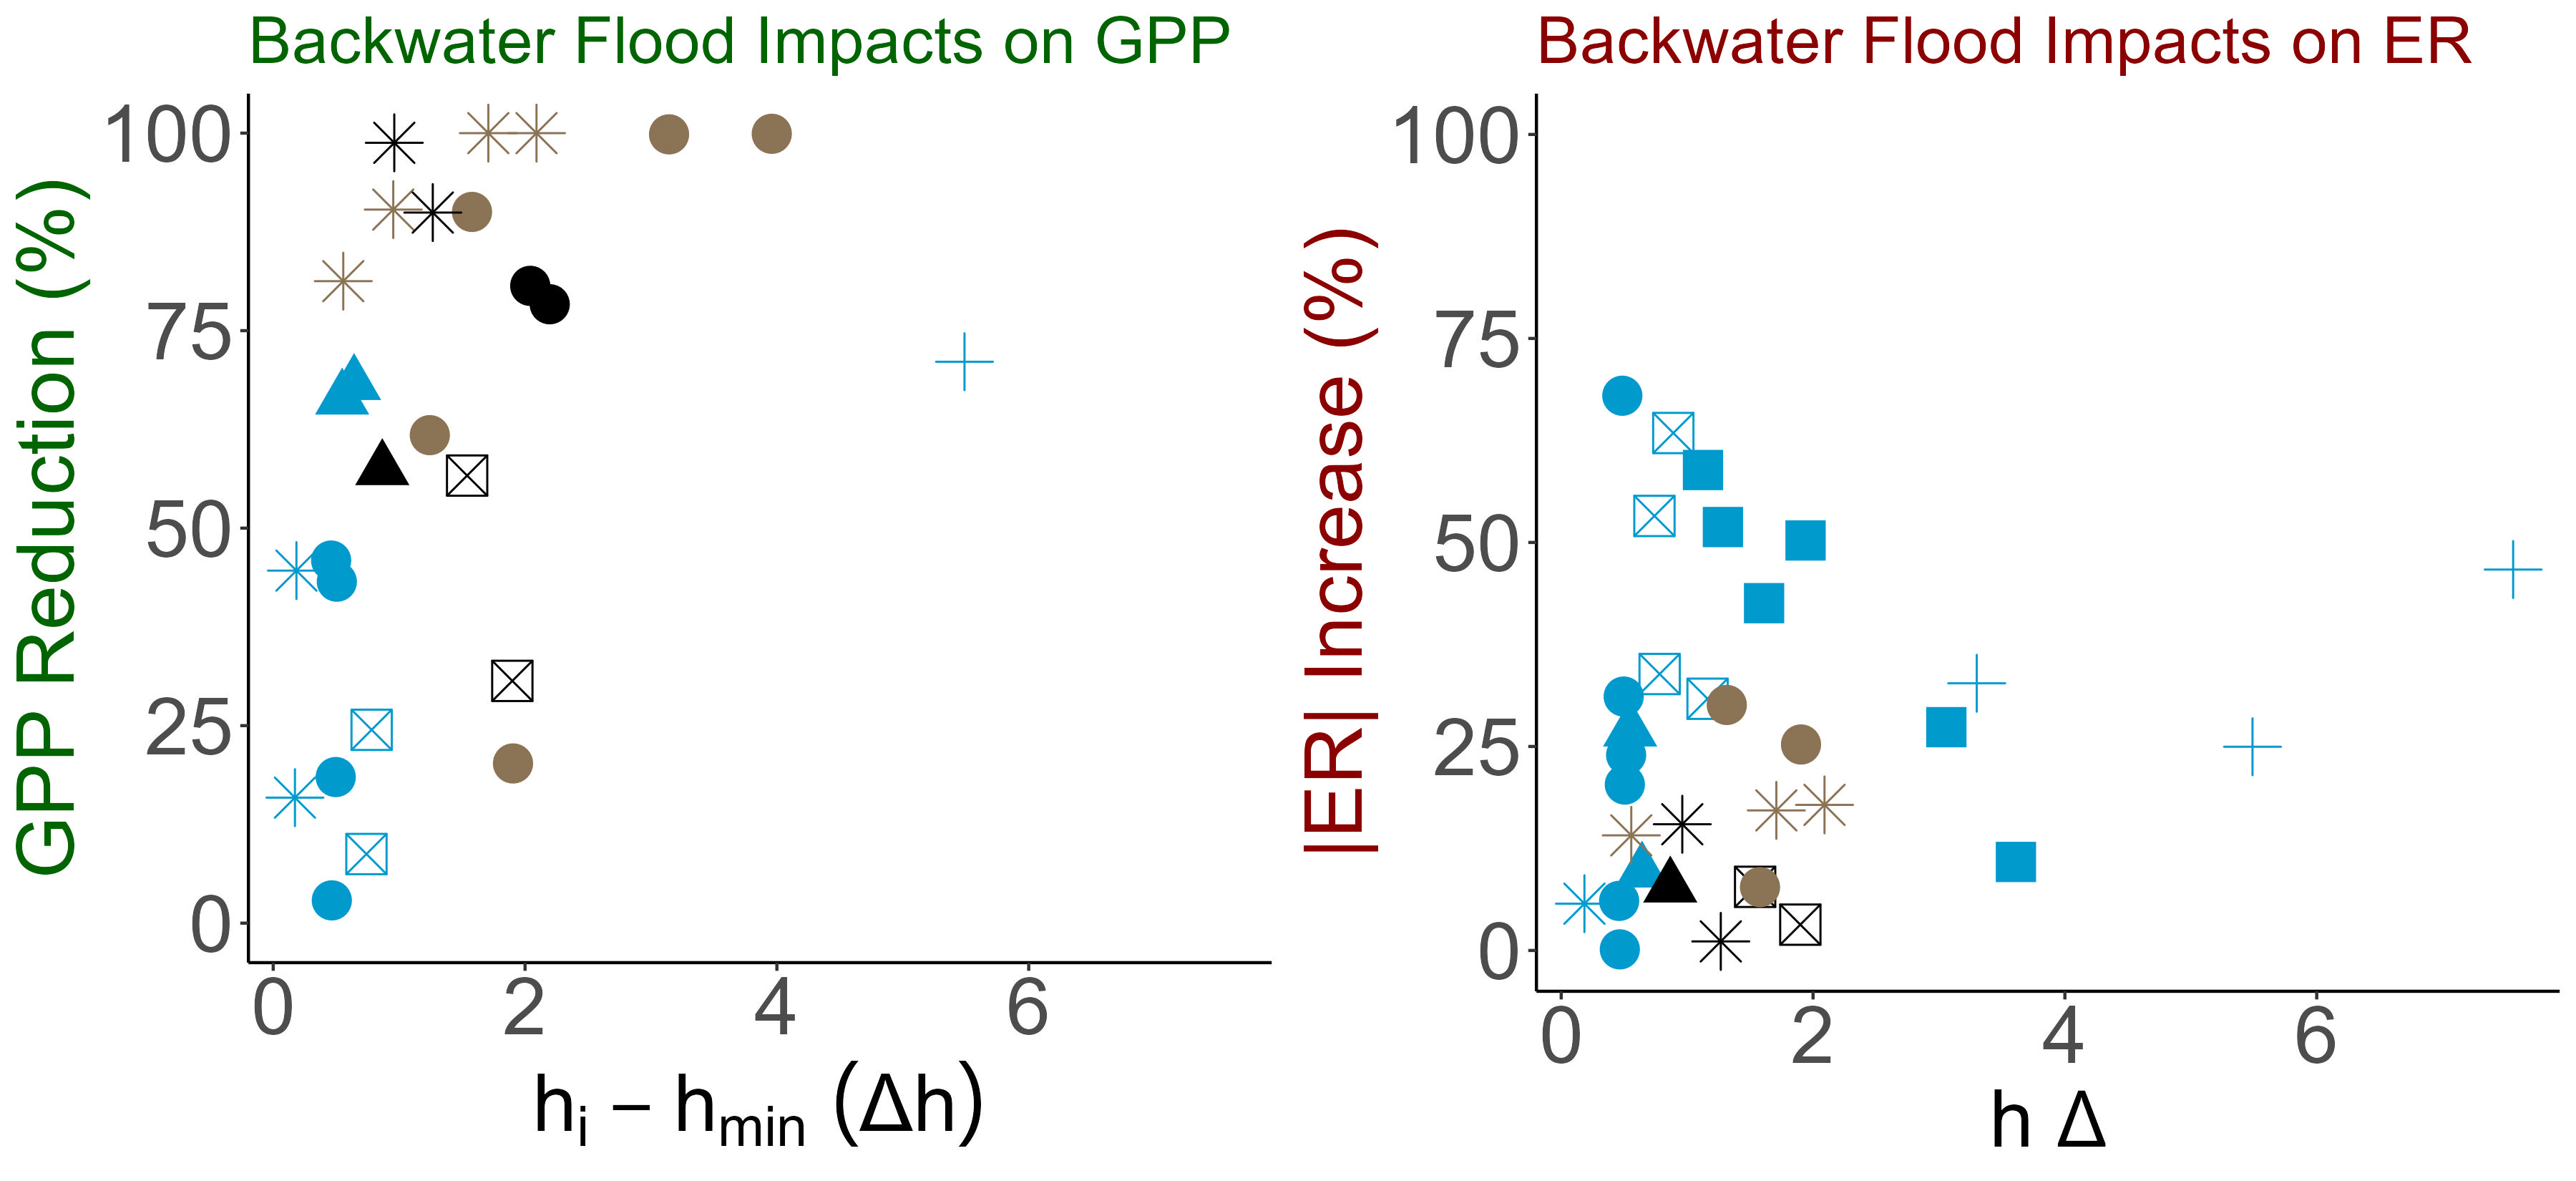 Backwater Flood Impacts on GPP
GPP Reduction (%)
100
75
50
25
0
0 2 4 6
hᵢ − hₘᵢₙ (Δh)
Backwater Flood Impacts on ER
|ER| Increase (%)
100
75
50
25
0
0 2 4 6
h Δ